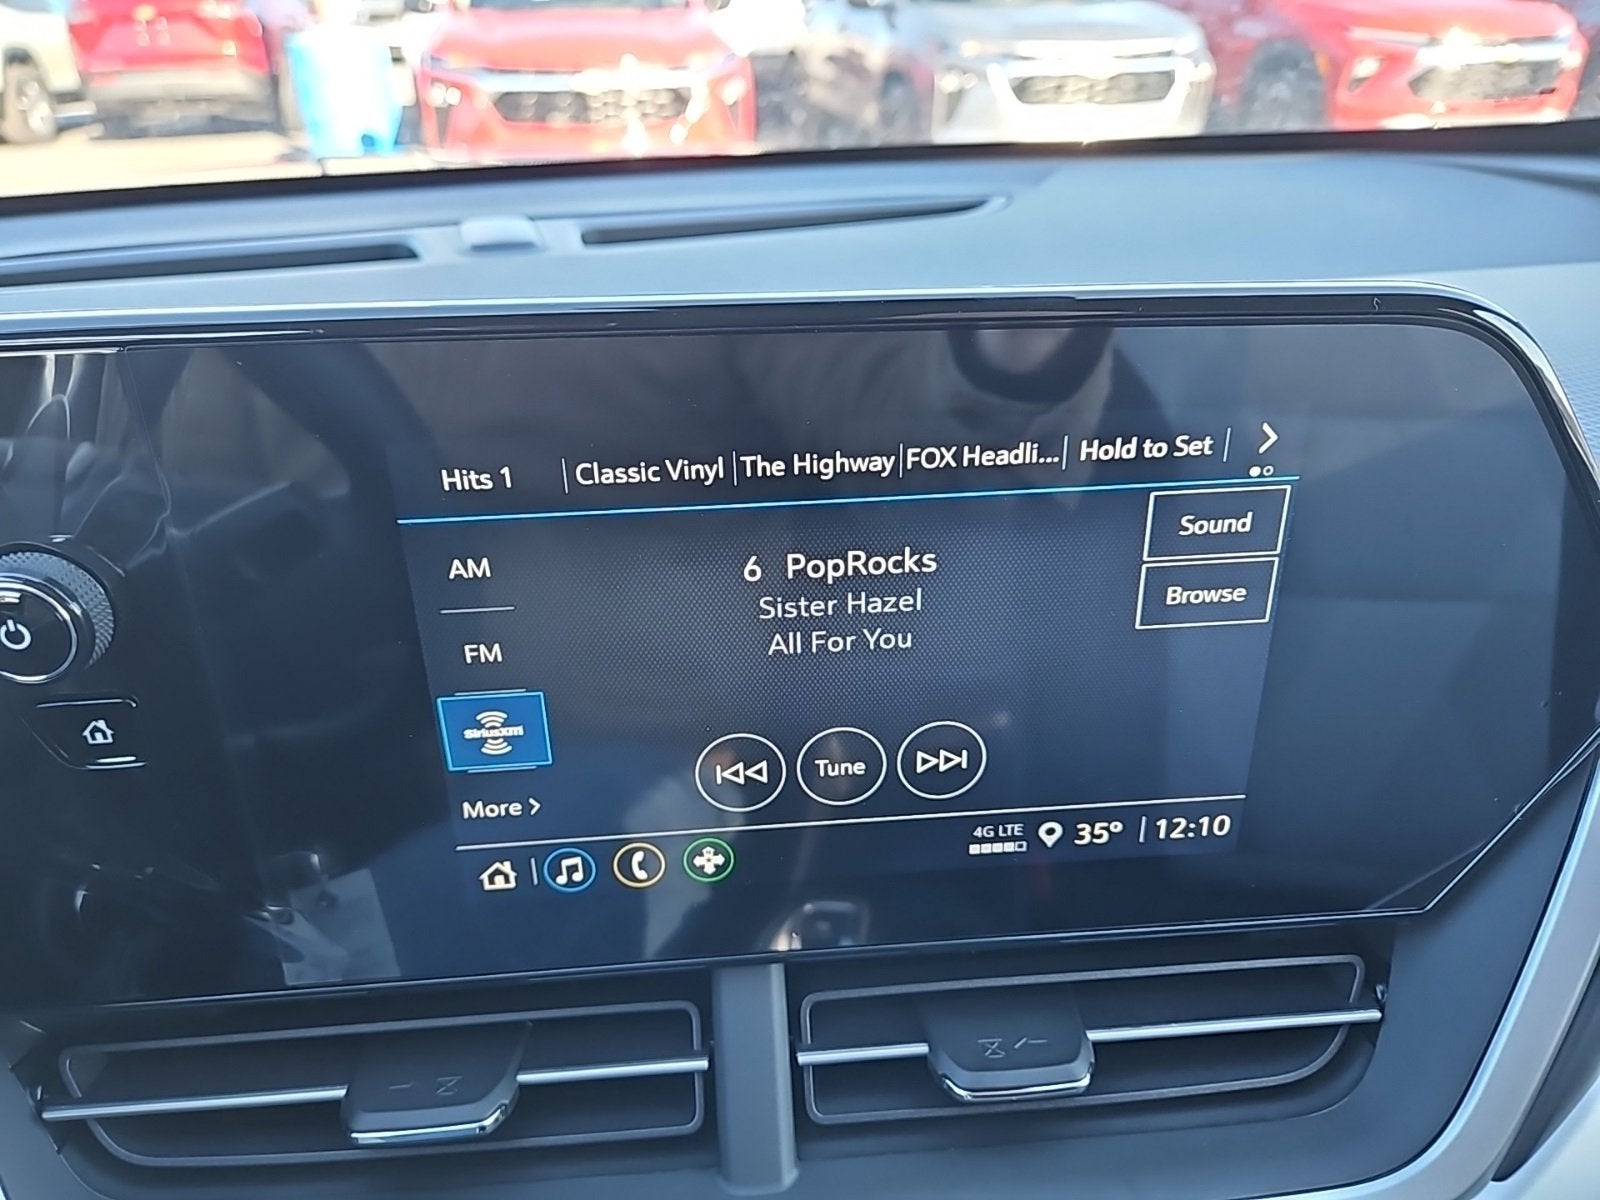 Hits 1 | Classic Vinyl | The Highway | FOX Headli... | Hold to Set |
Sound
AM
6 PopRocks
Browse
Sister Hazel
FM
All For You
SiriusXM
Tune
More >
4G LTE 35° | 12:10